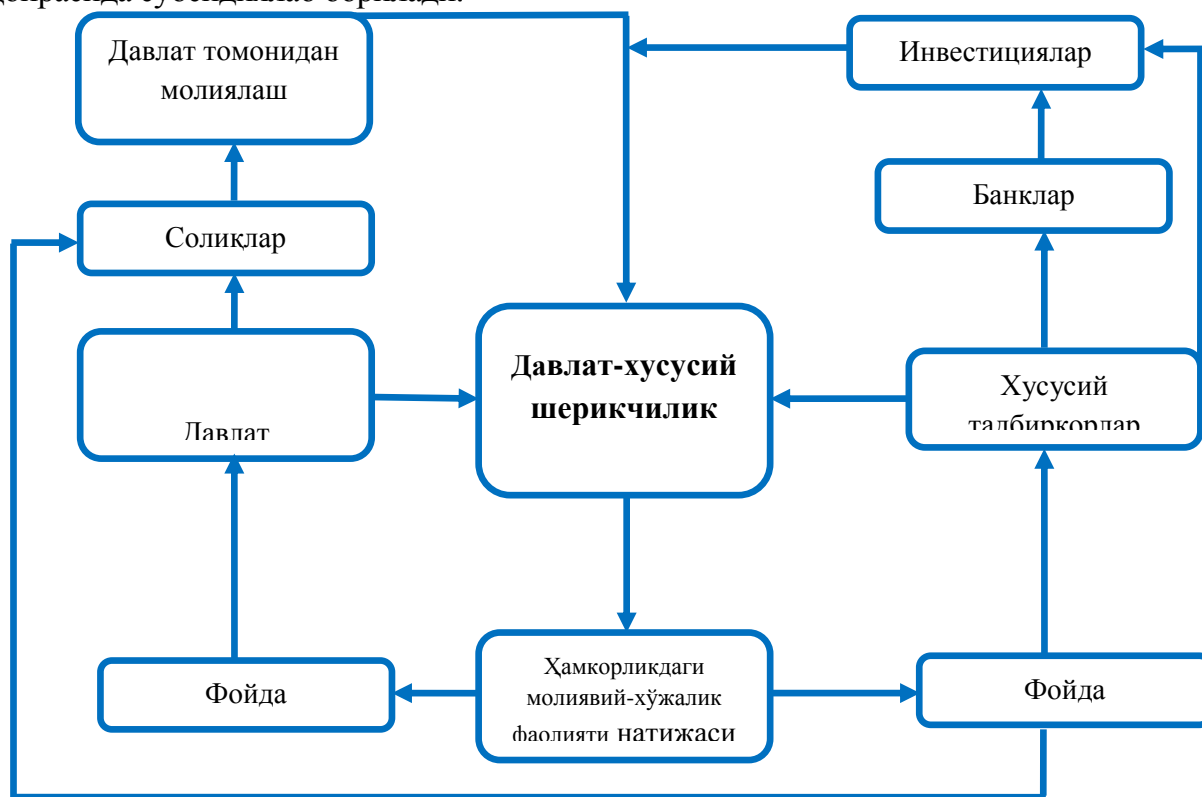 Давлат томонидан
молиялаш
Инвестициялар
Банклар
Солиқлар
Давлат-хусусий
шерикчилик
Давлат
Хусусий
тадбиркорлар
Фойда
Ҳамкорликдаги
молиявий-хўжалик
фаолияти натижаси
Фойда